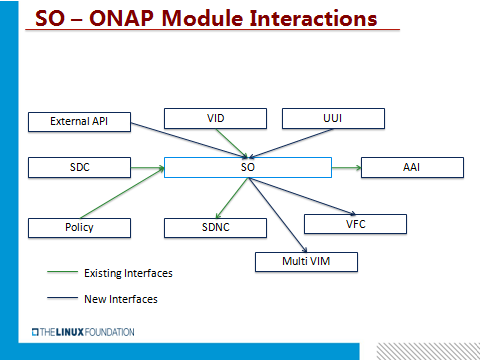 SO – ONAP Module Interactions
External API
VID
UUI
SDC
SO
AAI
Policy
SDNC
VFC
Multi VIM
Existing Interfaces
New Interfaces
THE LINUX FOUNDATION